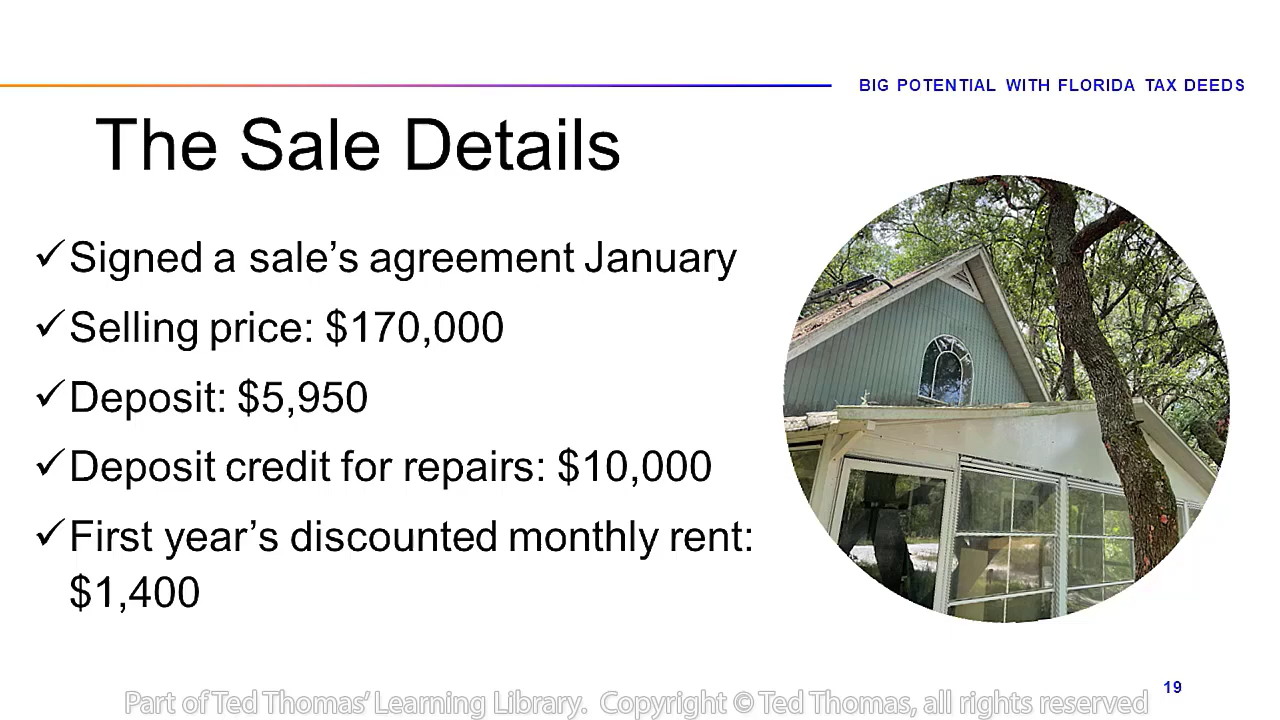 BIG POTENTIAL WITH FLORIDA TAX DEEDS
The Sale Details
✓Signed a sale’s agreement January
✓Selling price: $170,000
✓Deposit: $5,950
✓Deposit credit for repairs: $10,000
✓First year’s discounted monthly rent:
$1,400
19
Part of Ted Thomas’ Learning Library. Copyright © Ted Thomas, all rights reserved